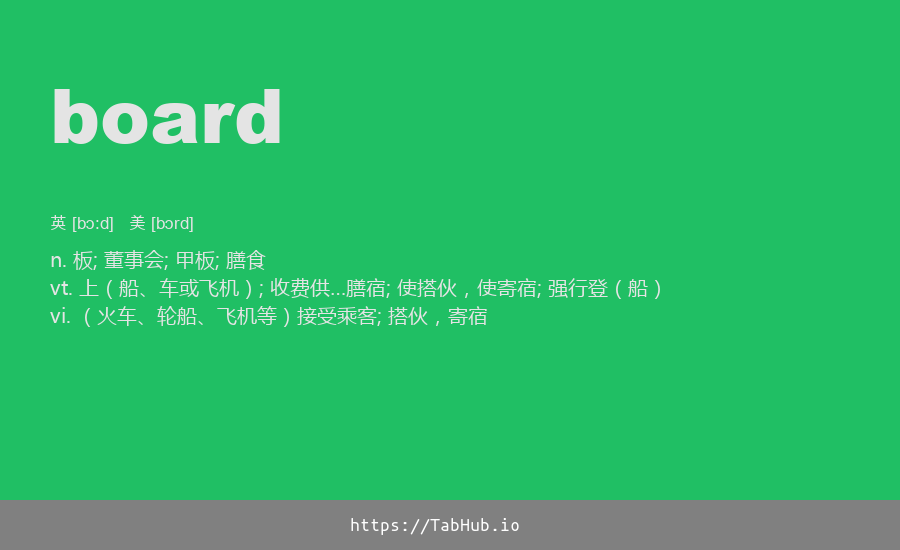 board
英 [bɔːd] 美 [bɔrd]
n. 板; 董事会; 甲板; 膳食
vt. 上（船、车或飞机）; 收费供…膳宿; 使搭伙，使寄宿; 强行登（船）
vi. （火车、轮船、飞机等）接受乘客; 搭伙，寄宿
https://TabHub.io